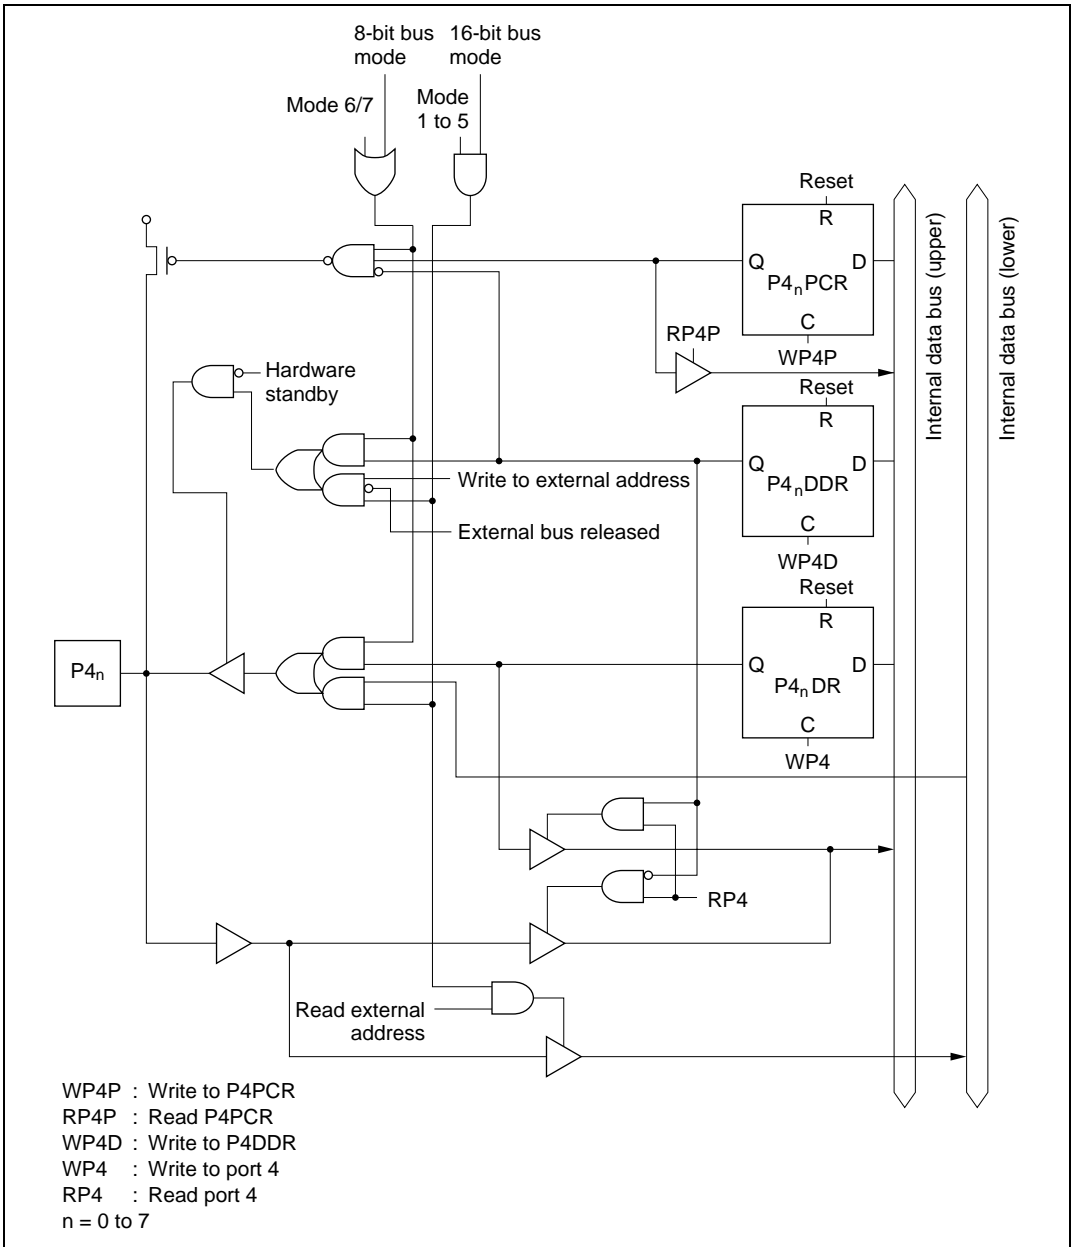 8-bit bus
mode
16-bit bus
mode
Mode 6/7
Mode
1 to 5
Reset
R
Q
D
P4nPCR
C
WP4P
RP4P
Hardware
standby
Reset
R
Q
D
P4nDDR
C
WP4D
Write to external address
External bus released
Reset
R
Q
D
P4nDR
C
WP4
P4n
RP4
Read external
address
Internal data bus (upper)
Internal data bus (lower)
WP4P : Write to P4PCR
RP4P : Read P4PCR
WP4D : Write to P4DDR
WP4 : Write to port 4
RP4 : Read port 4
n = 0 to 7